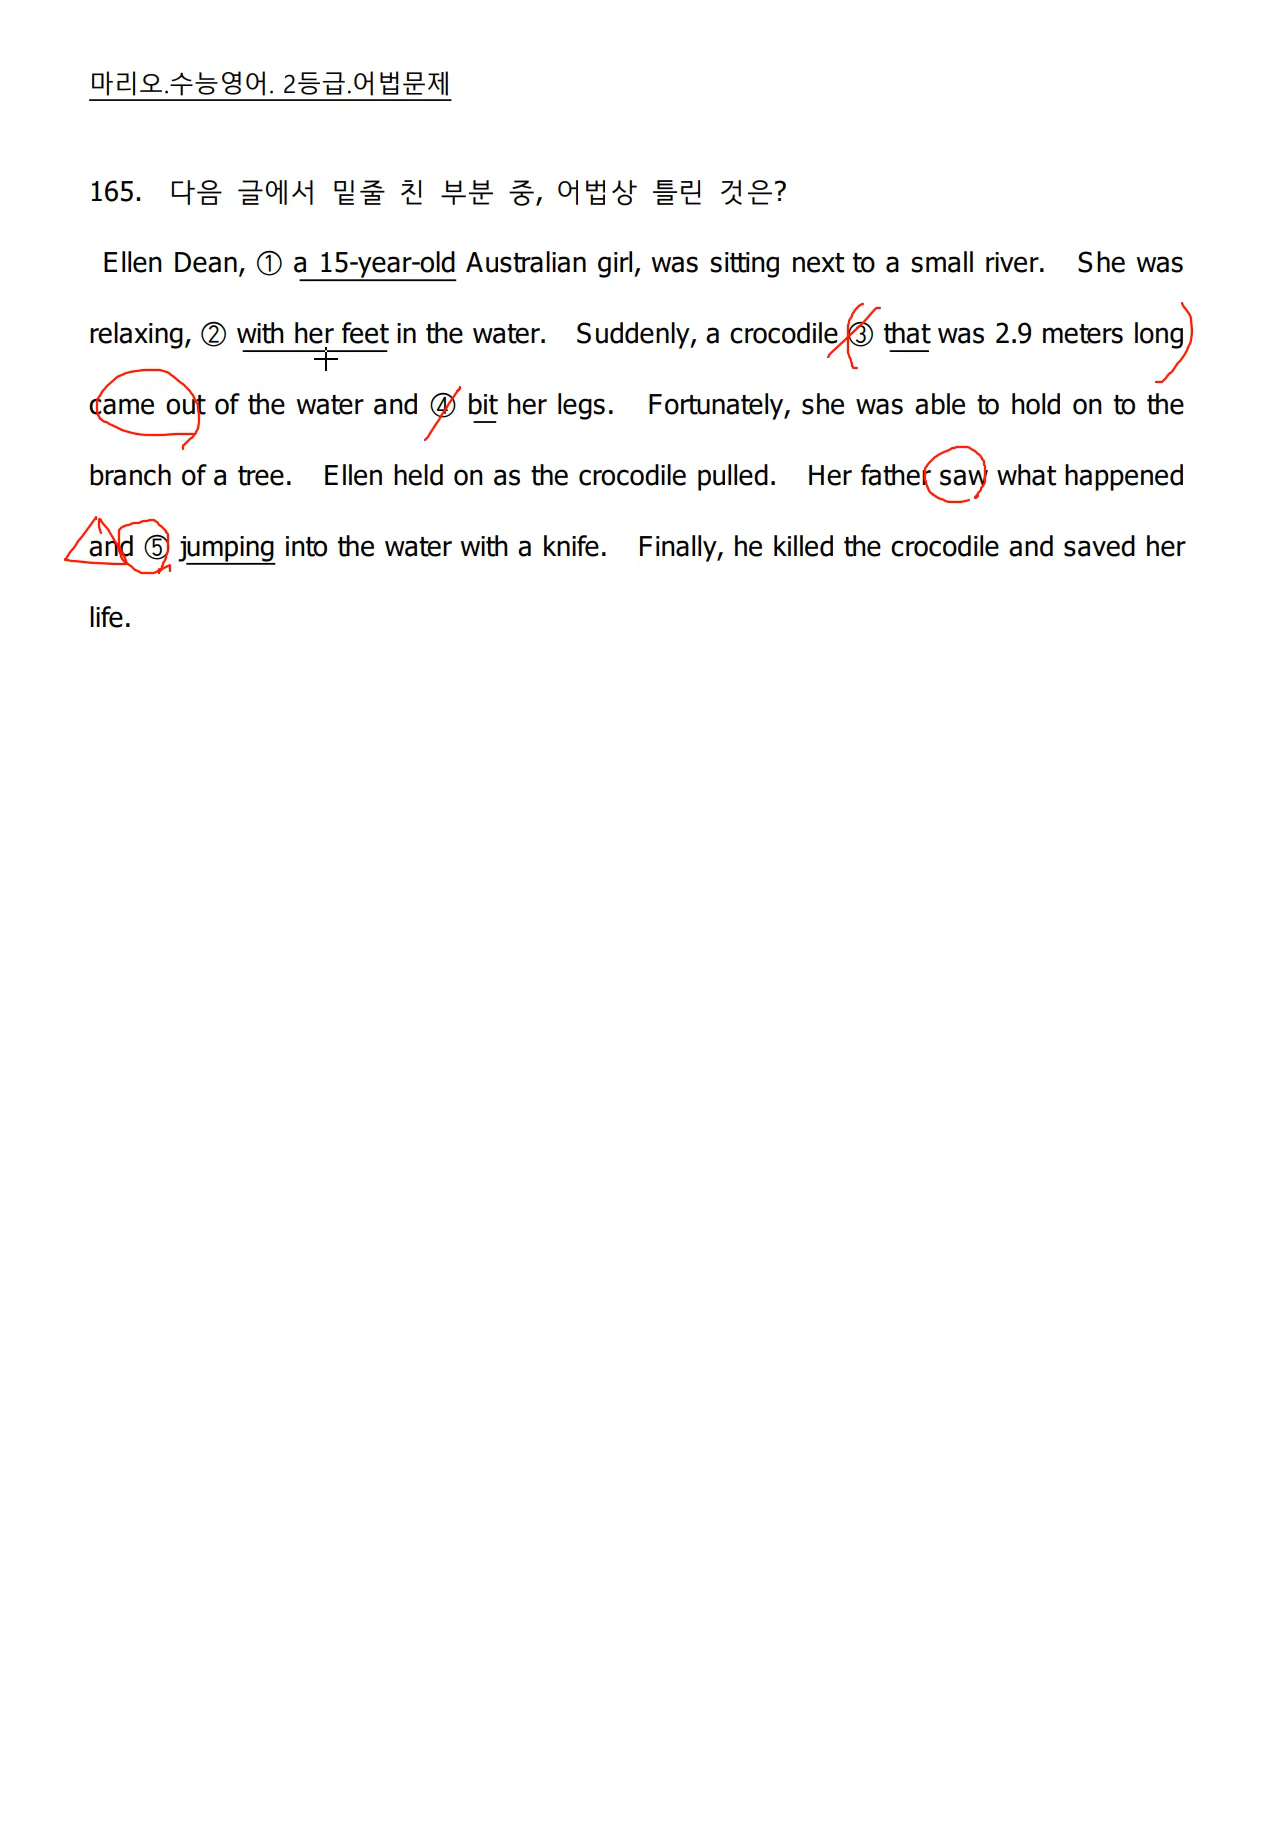 마리오.수능영어. 2등급.어법문제
165. 다음 글에서 밑줄 친 부분 중, 어법상 틀린 것은?
Ellen Dean, ① a 15-year-old Australian girl, was sitting next to a small river. She was
relaxing, ② with her feet in the water. Suddenly, a crocodile ③ that was 2.9 meters long
came out of the water and ④ bit her legs. Fortunately, she was able to hold on to the
branch of a tree. Ellen held on as the crocodile pulled. Her father saw what happened
and ⑤ jumping into the water with a knife. Finally, he killed the crocodile and saved her
life.